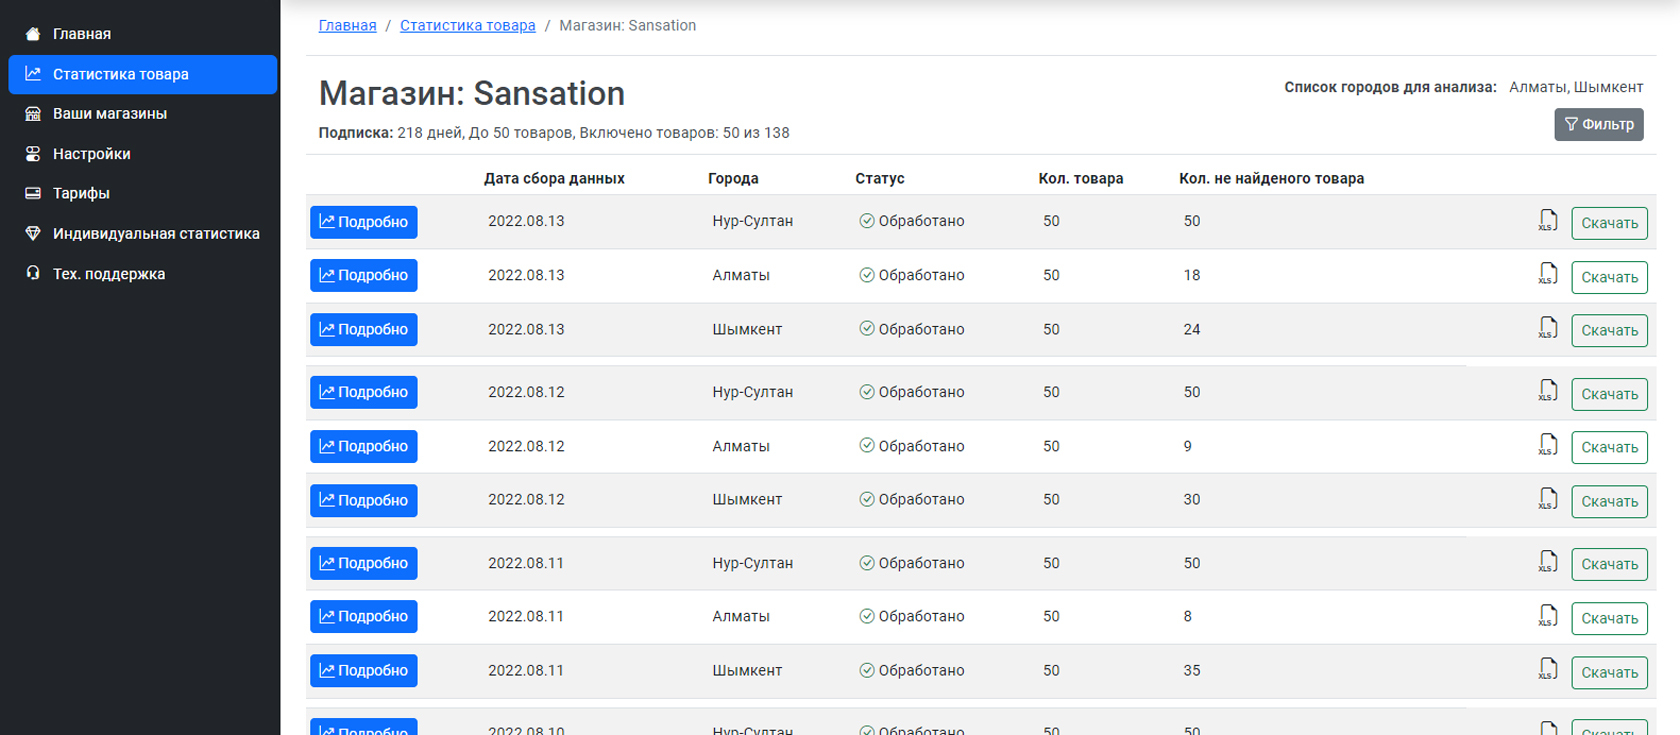 Главная
Статистика товара
Ваши магазины
Настройки
Тарифы
Индивидуальная статистика
Тех. поддержка
Главная / Статистика товара / Магазин: Sansation
Магазин: Sansation
Подписка: 218 дней, До 50 товаров, Включено товаров: 50 из 138
Список городов для анализа: Алматы, Шымкент
Фильтр
Дата сбора данных Города Статус Кол. товара Кол. не найденого товара
Подробно 2022.08.13 Нур-Султан Обработано 50 50 XLS Скачать
Подробно 2022.08.13 Алматы Обработано 50 18 XLS Скачать
Подробно 2022.08.13 Шымкент Обработано 50 24 XLS Скачать
Подробно 2022.08.12 Нур-Султан Обработано 50 50 XLS Скачать
Подробно 2022.08.12 Алматы Обработано 50 9 XLS Скачать
Подробно 2022.08.12 Шымкент Обработано 50 30 XLS Скачать
Подробно 2022.08.11 Нур-Султан Обработано 50 50 XLS Скачать
Подробно 2022.08.11 Алматы Обработано 50 8 XLS Скачать
Подробно 2022.08.11 Шымкент Обработано 50 35 XLS Скачать
Подробно 2022.08.10 Нур-Султан Обработано 50 50 Скачать